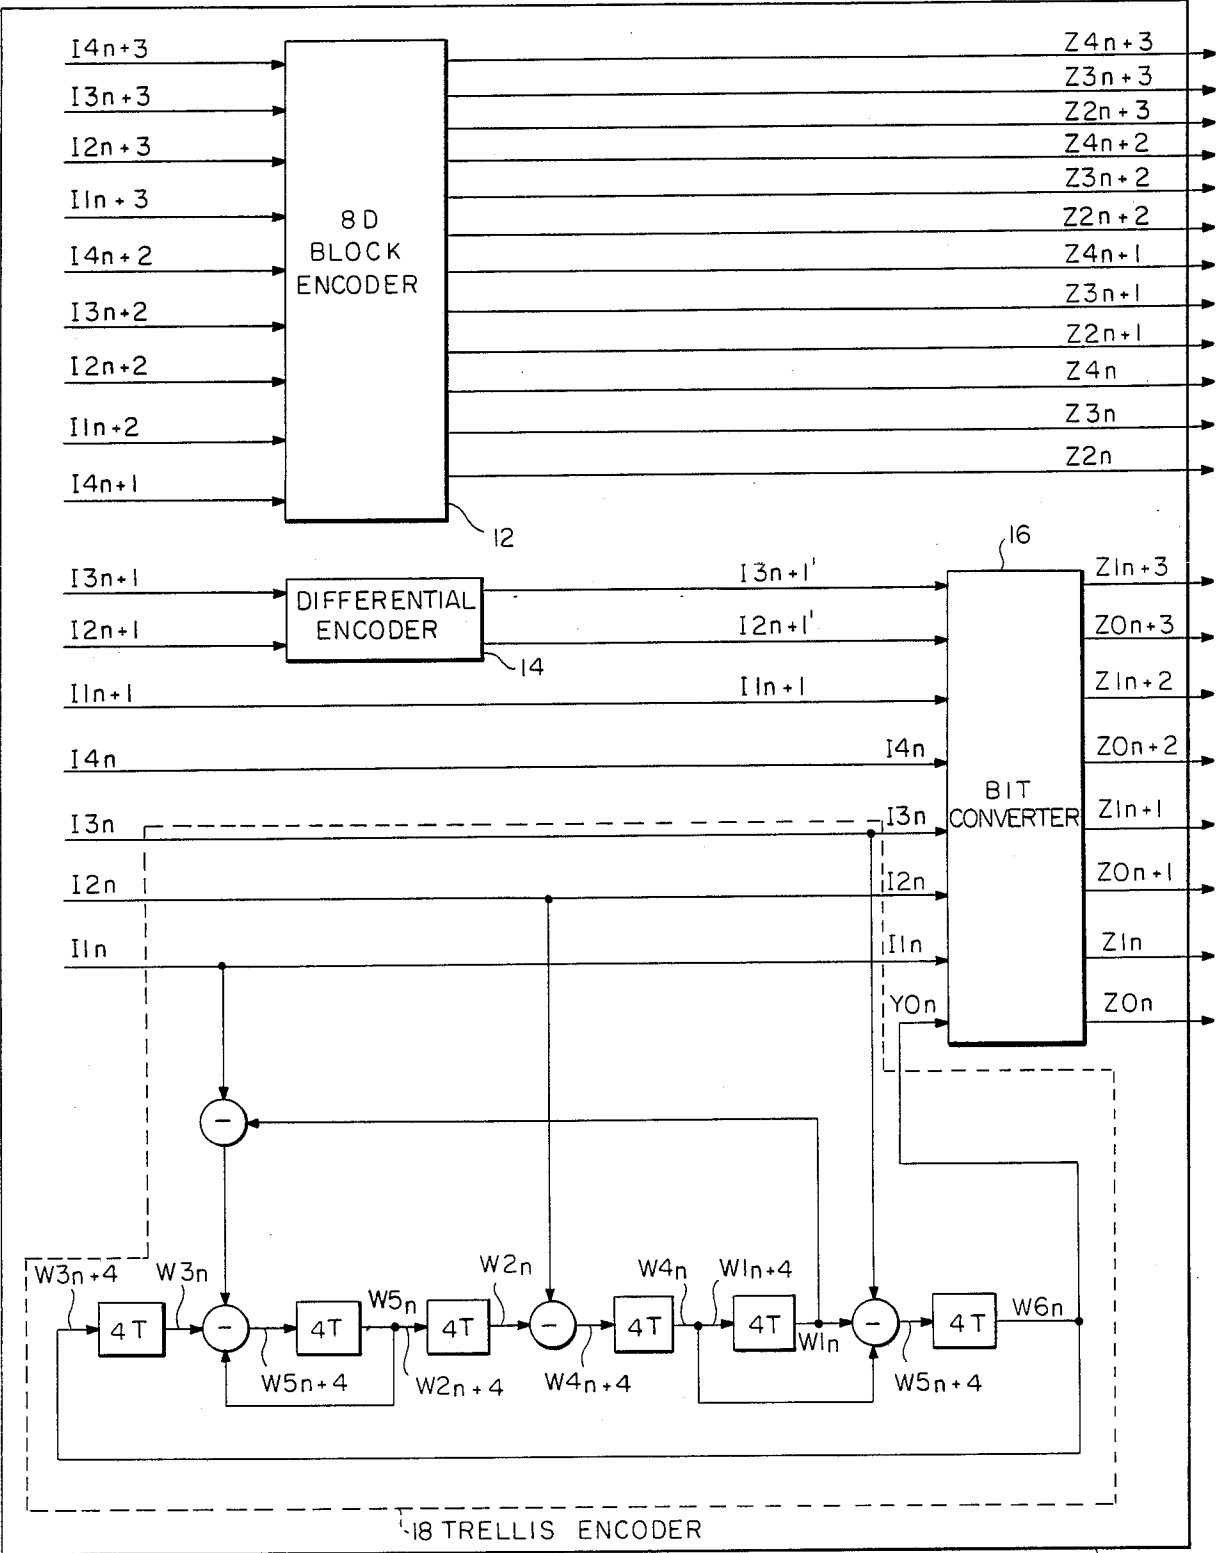 I4n+3
I3n+3
I2n+3
I1n+3
I4n+2
I3n+2
I2n+2
I1n+2
I4n+1
8D
BLOCK
ENCODER
12
Z4n+3
Z3n+3
Z2n+3
Z4n+2
Z3n+2
Z2n+2
Z4n+1
Z3n+1
Z2n+1
Z4n
Z3n
Z2n
I3n+1
I2n+1
DIFFERENTIAL
ENCODER
14
I3n+1'
I2n+1'
I1n+1
I1n+1
I4n
I4n
I3n
I3n
I2n
I2n
I1n
I1n
Y0n
16
BIT
CONVERTER
Z1n+3
Z0n+3
Z1n+2
Z0n+2
Z1n+1
Z0n+1
Z1n
Z0n
–
W3n+4
4T
W3n
–
W5n+4
4T
W5n
W2n+4
4T
W2n
–
W4n+4
4T
W4n
W1n+4
4T
W1n
–
W5n+4
4T
W6n
18 TRELLIS ENCODER